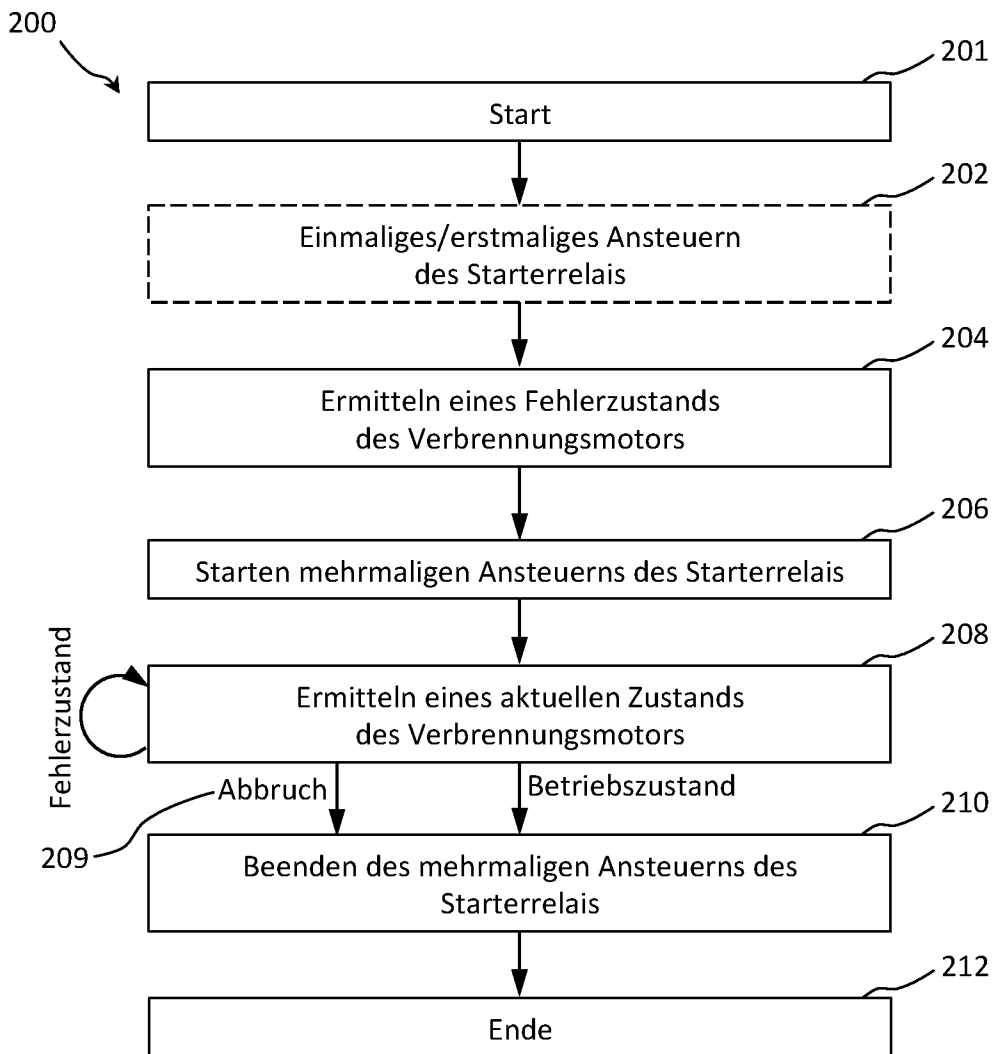 200
201
Start
202
Einmaliges/erstmaliges Ansteuern
des Starterrelais
204
Ermitteln eines Fehlerzustands
des Verbrennungsmotors
206
Starten mehrmaligen Ansteuerns des Starterrelais
208
Fehlerzustand
Ermitteln eines aktuellen Zustands
des Verbrennungsmotors
Abbruch
Betriebszustand
209
210
Beenden des mehrmaligen Ansteuerns des
Starterrelais
212
Ende